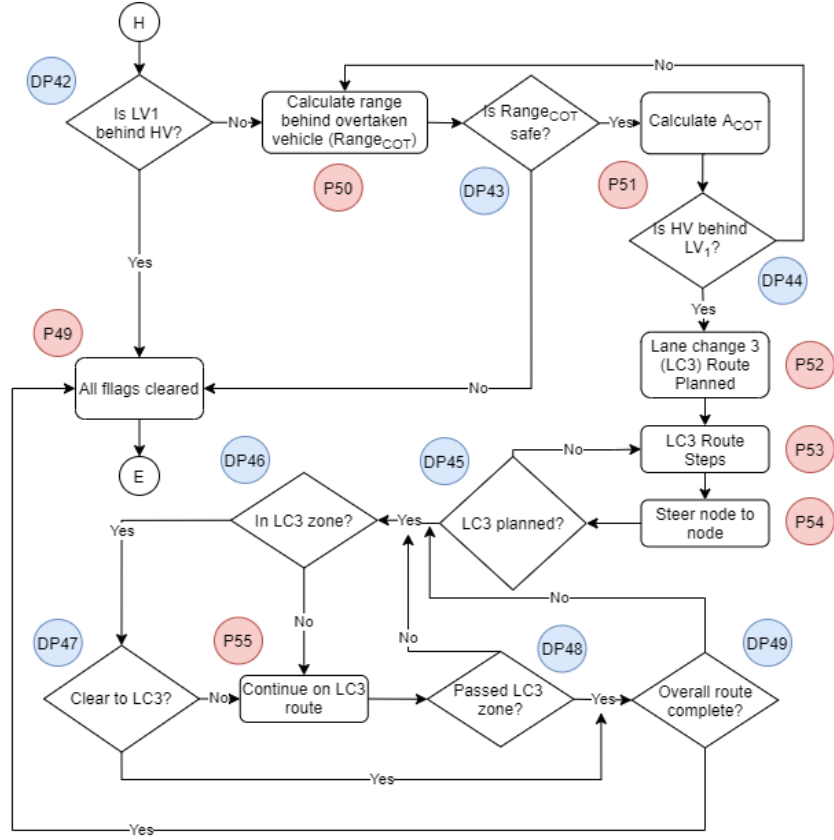 H
DP42
Is LV1
behind HV?
No
Calculate range
behind overtaken
vehicle (Range_COT)
P50
Is Range_COT
safe?
DP43
Yes
Calculate A_COT
P51
No
Is HV behind
LV_1?
DP44
Yes
Yes
P49
All fllags cleared
No
E
Lane change 3
(LC3) Route
Planned
P52
LC3 Route
Steps
P53
Steer node to
node
P54
No
DP45
LC3 planned?
Yes
DP46
In LC3 zone?
Yes
No
DP47
Clear to LC3?
No
P55
Continue on LC3
route
No
DP48
Passed LC3
zone?
Yes
No
DP49
Overall route
complete?
Yes
Yes